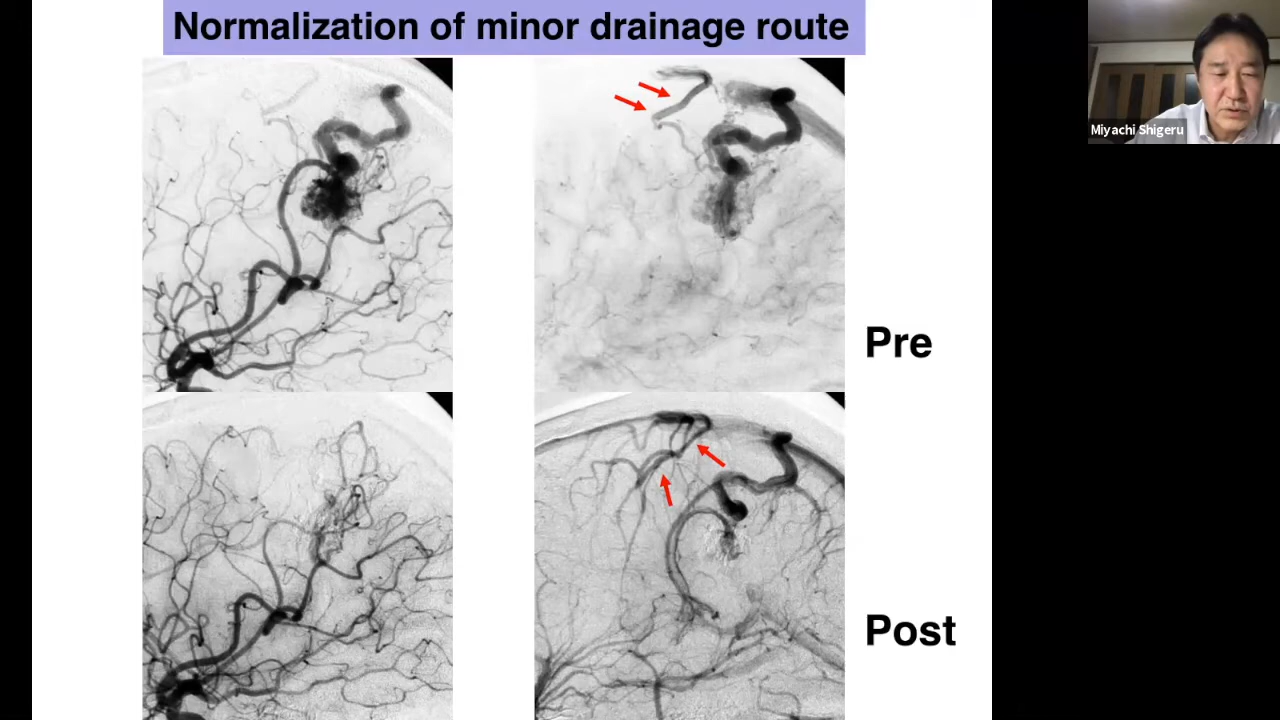 Normalization of minor drainage route
Miyachi Shigeru
Pre
Post